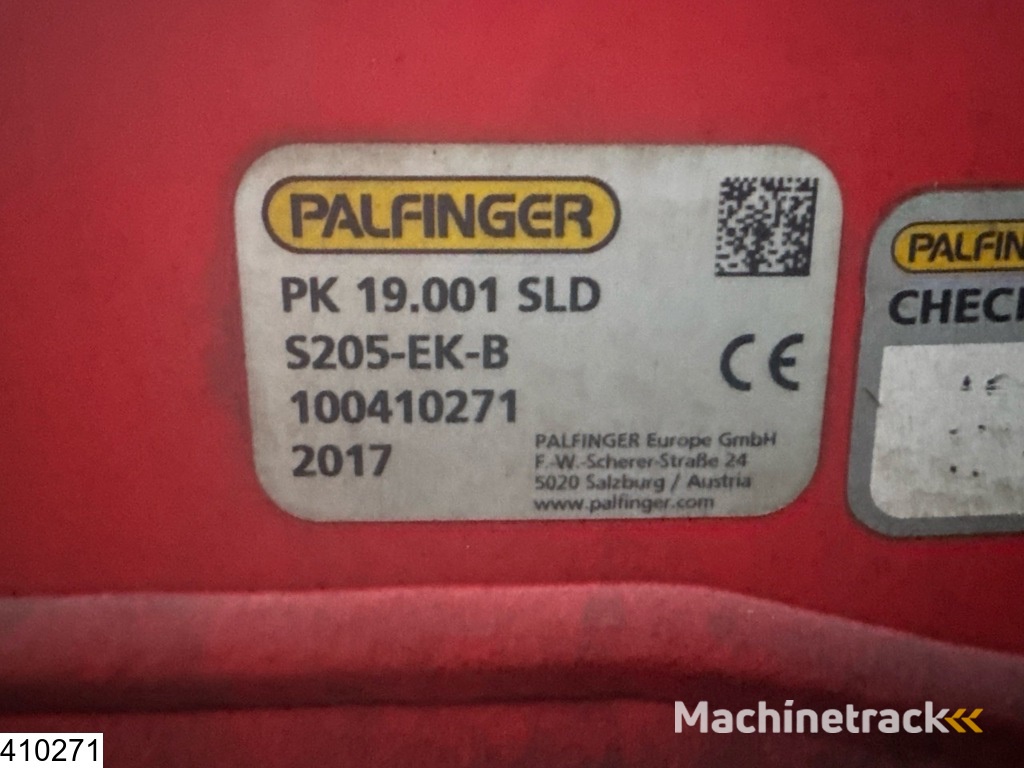 PALFINGER
PK 19.001 SLD
S205-EK-B
100410271
2017
PALFINGER Europe GmbH
F.-W.-Scherer-Straße 24
5020 Salzburg / Austria
www.palfinger.com
PALFIN
CHECK
Machinetrack
410271